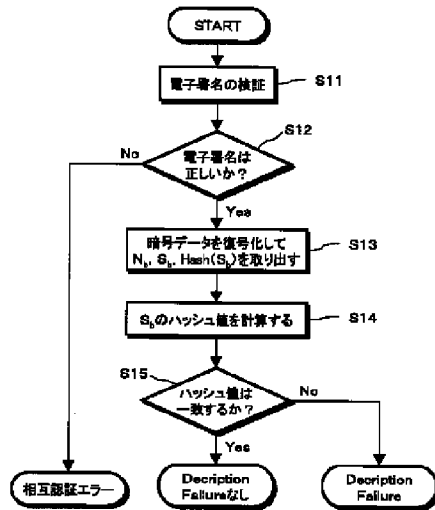 START
電子署名の検証
S11
S12
No
電子署名は
正しいか?
Yes
暗号データを復号化して
Nb、Sb、Hash(Sb)を取り出す
S13
Sbのハッシュ値を計算する
S14
S15
ハッシュ値は
一致するか?
No
Yes
相互認証エラー
Decription
Failureなし
Decription
Failure